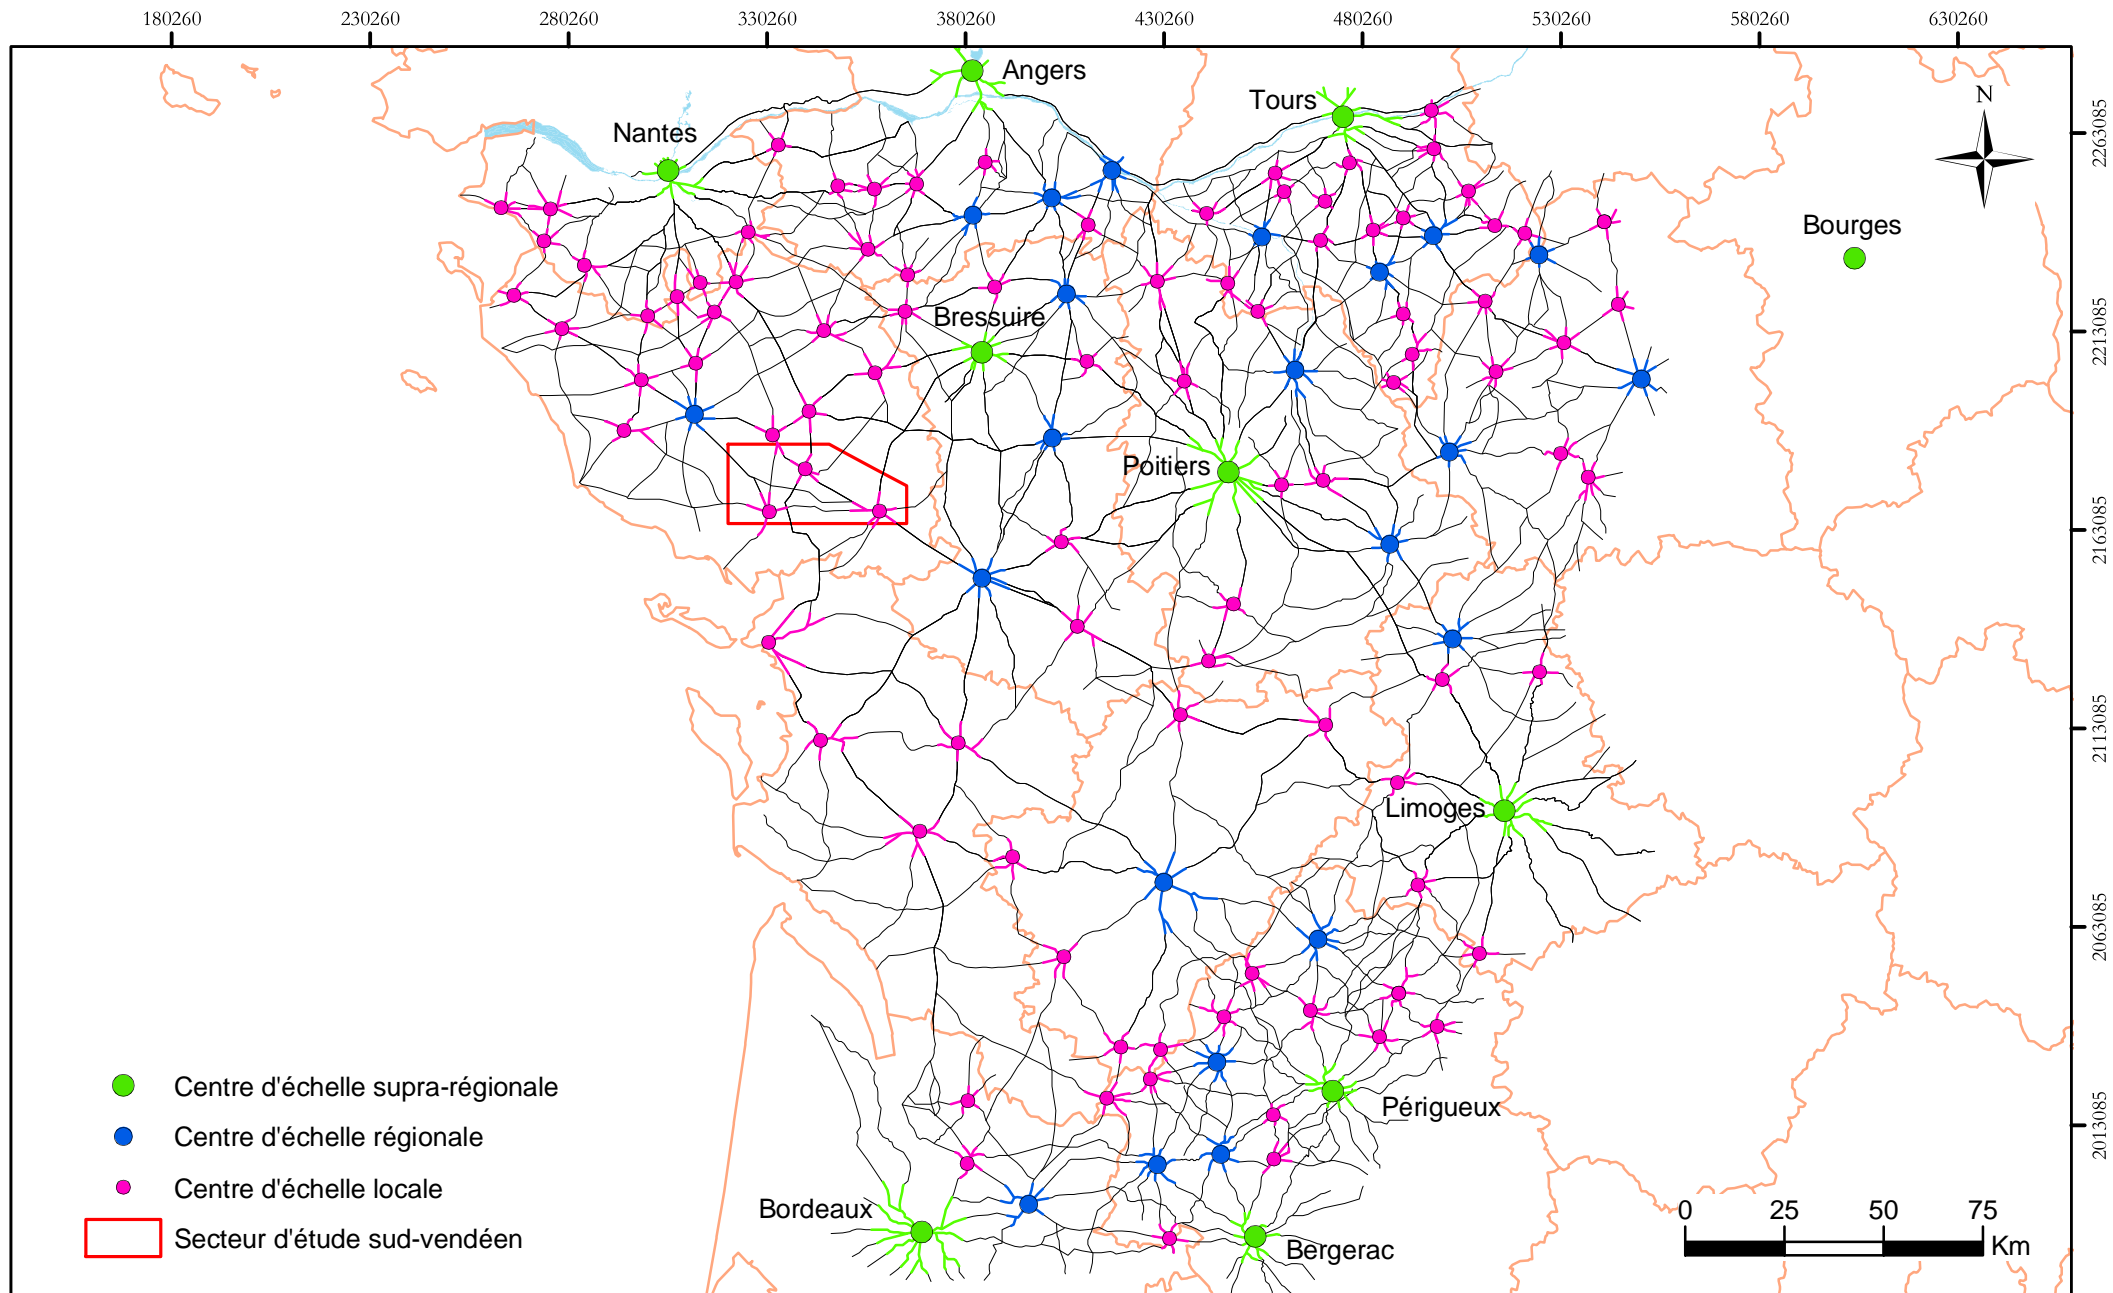 180260 230260 280260 330260 380260 430260 480260 530260 580260 630260
Angers
Tours
N
2263085
Nantes
Bourges
2213085
Bressuire
Poitiers
2163085
2113085
Limoges
2063085
Centre d'échelle supra-régionale
Périgueux
2013085
Centre d'échelle régionale
Centre d'échelle locale
Bordeaux
0 25 50 75
Km
Secteur d'étude sud-vendéen
Bergerac